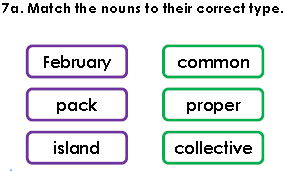 7a. Match the nouns to their correct type.
February common
pack proper
island collective